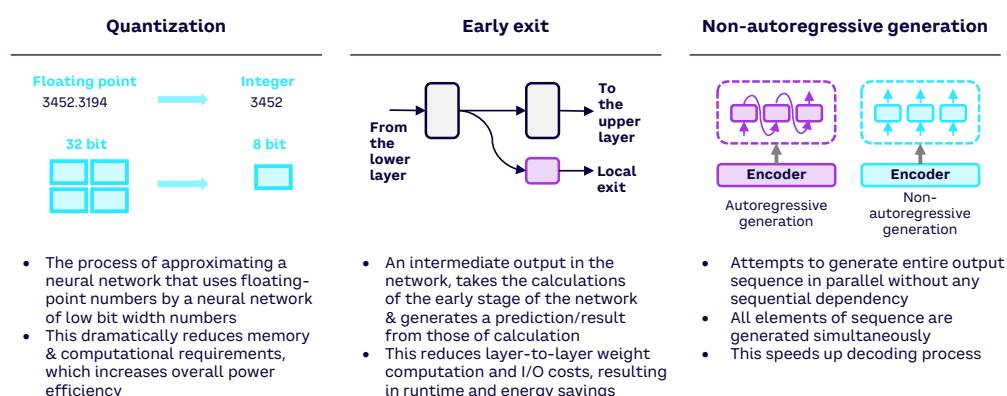 Quantization
Floating point
3452.3194
Integer
3452
32 bit
8 bit
• The process of approximating a
neural network that uses floating-
point numbers by a neural network
of low bit width numbers
• This dramatically reduces memory
& computational requirements,
which increases overall power
efficiency
Early exit
From
the
lower
layer
To
the
upper
layer
Local
exit
• An intermediate output in the
network, takes the calculations
of the early stage of the network
& generates a prediction/result
from those of calculation
• This reduces layer-to-layer weight
computation and I/O costs, resulting
in runtime and energy savings
Non-autoregressive generation
Encoder
Autoregressive
generation
Encoder
Non-
autoregressive
generation
• Attempts to generate entire output
sequence in parallel without any
sequential dependency
• All elements of sequence are
generated simultaneously
• This speeds up decoding process